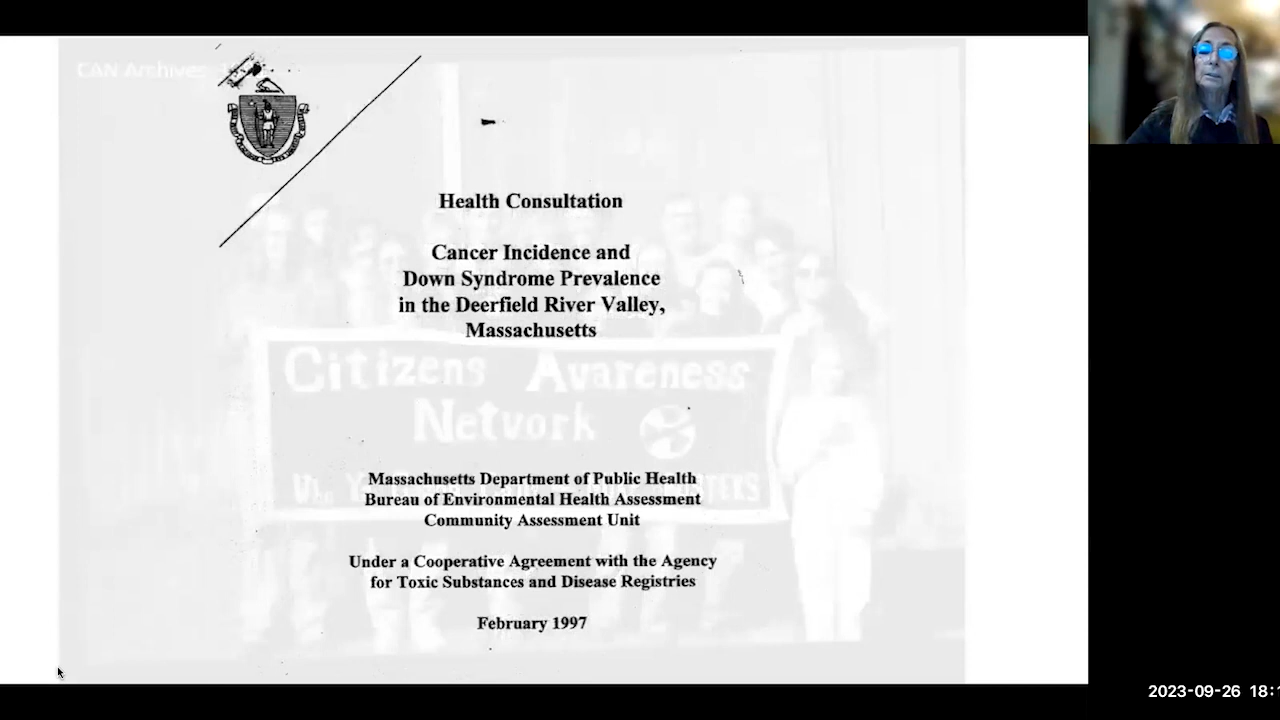 CAN Archives
Health Consultation
Cancer Incidence and
Down Syndrome Prevalence
in the Deerfield River Valley,
Massachusetts
Citizens Awareness
Network
Massachusetts Department of Public Health
Bureau of Environmental Health Assessment
Community Assessment Unit
Under a Cooperative Agreement with the Agency
for Toxic Substances and Disease Registries
February 1997
2023-09-26 18:1